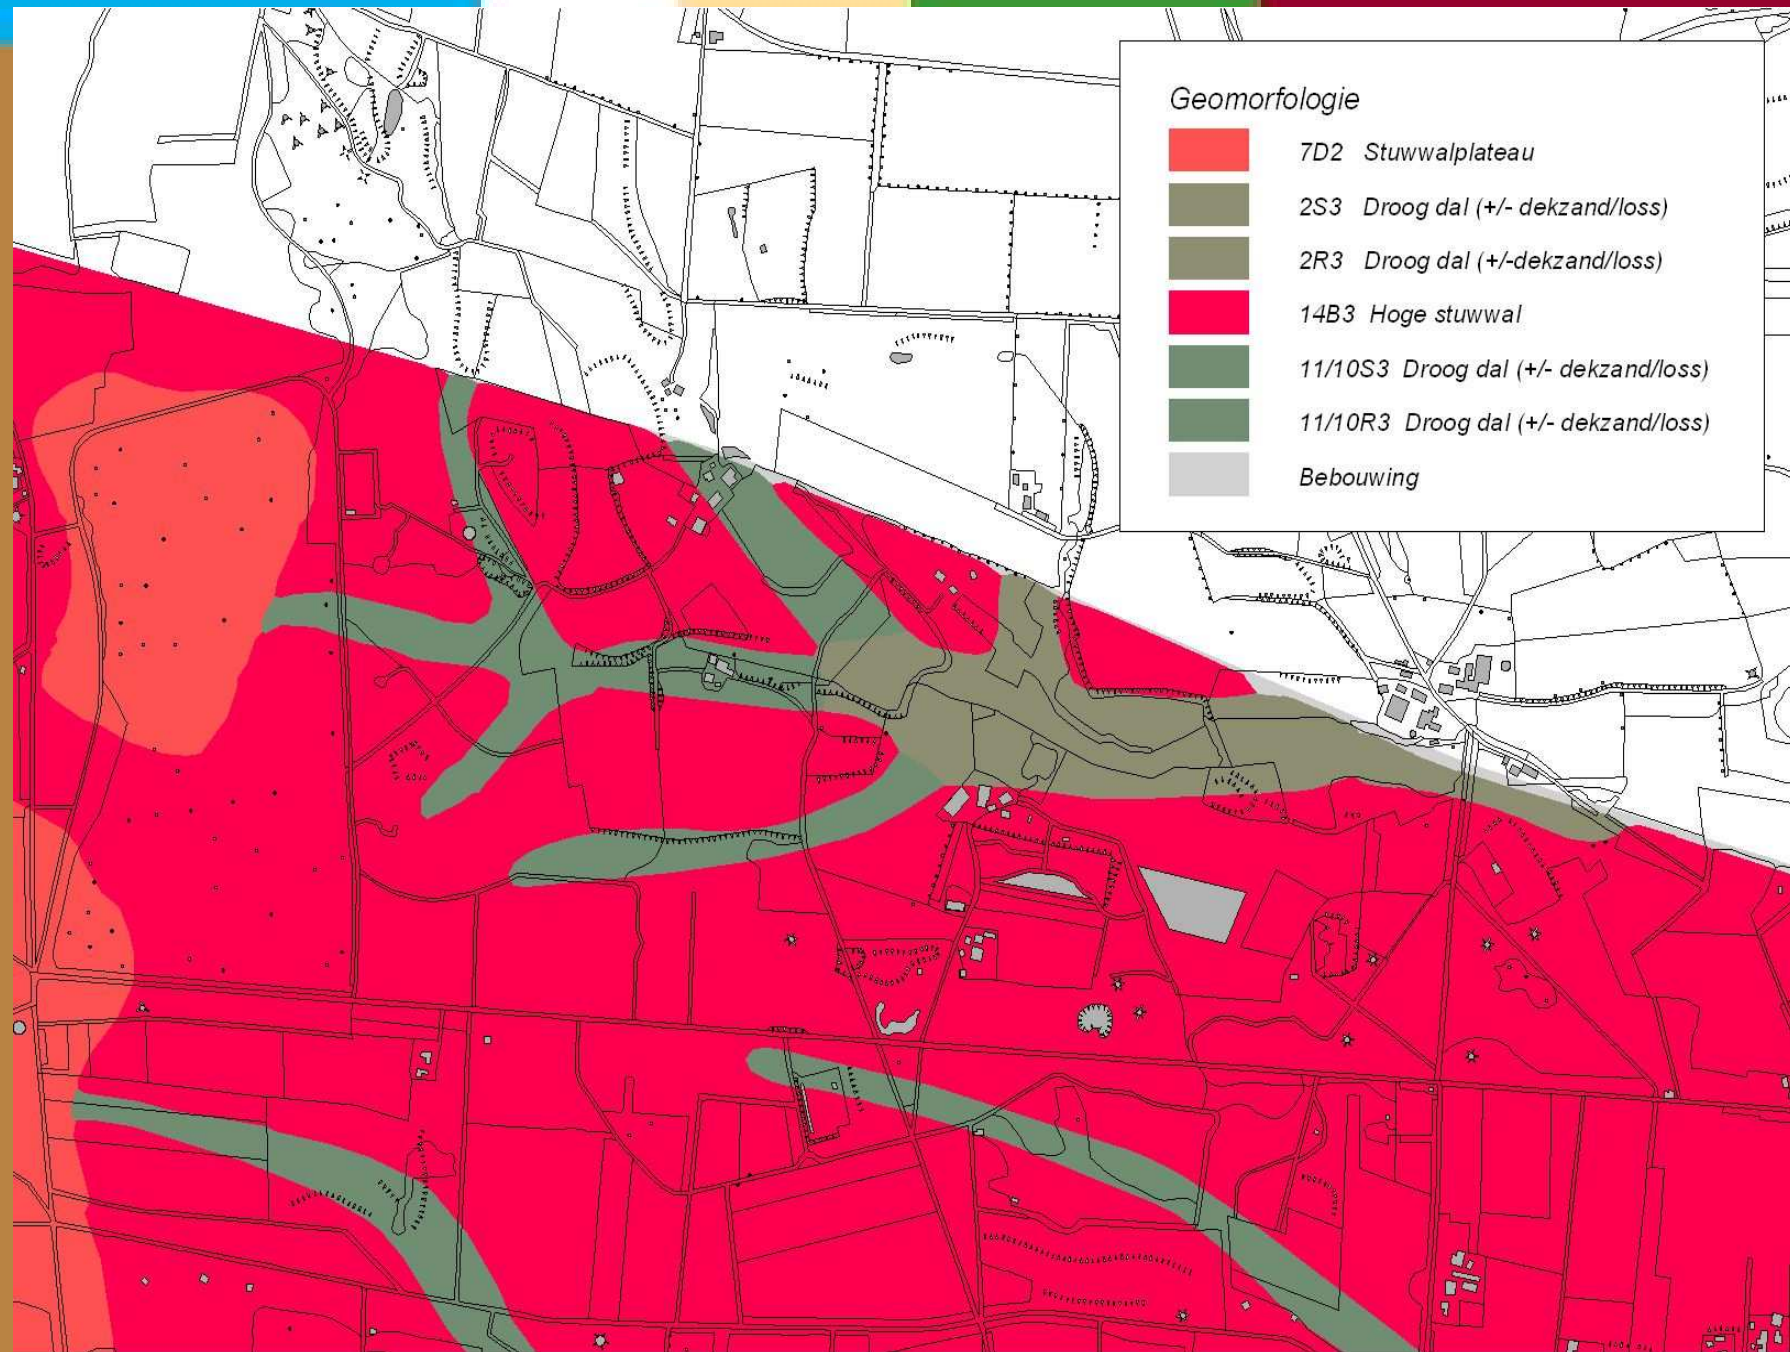 Geomorfologie
7D2 Stuwwalplateau
2S3 Droog dal (+/- dekzand/loss)
2R3 Droog dal (+/-dekzand/loss)
14B3 Hoge stuwwal
11/10S3 Droog dal (+/- dekzand/loss)
11/10R3 Droog dal (+/- dekzand/loss)
Bebouwing